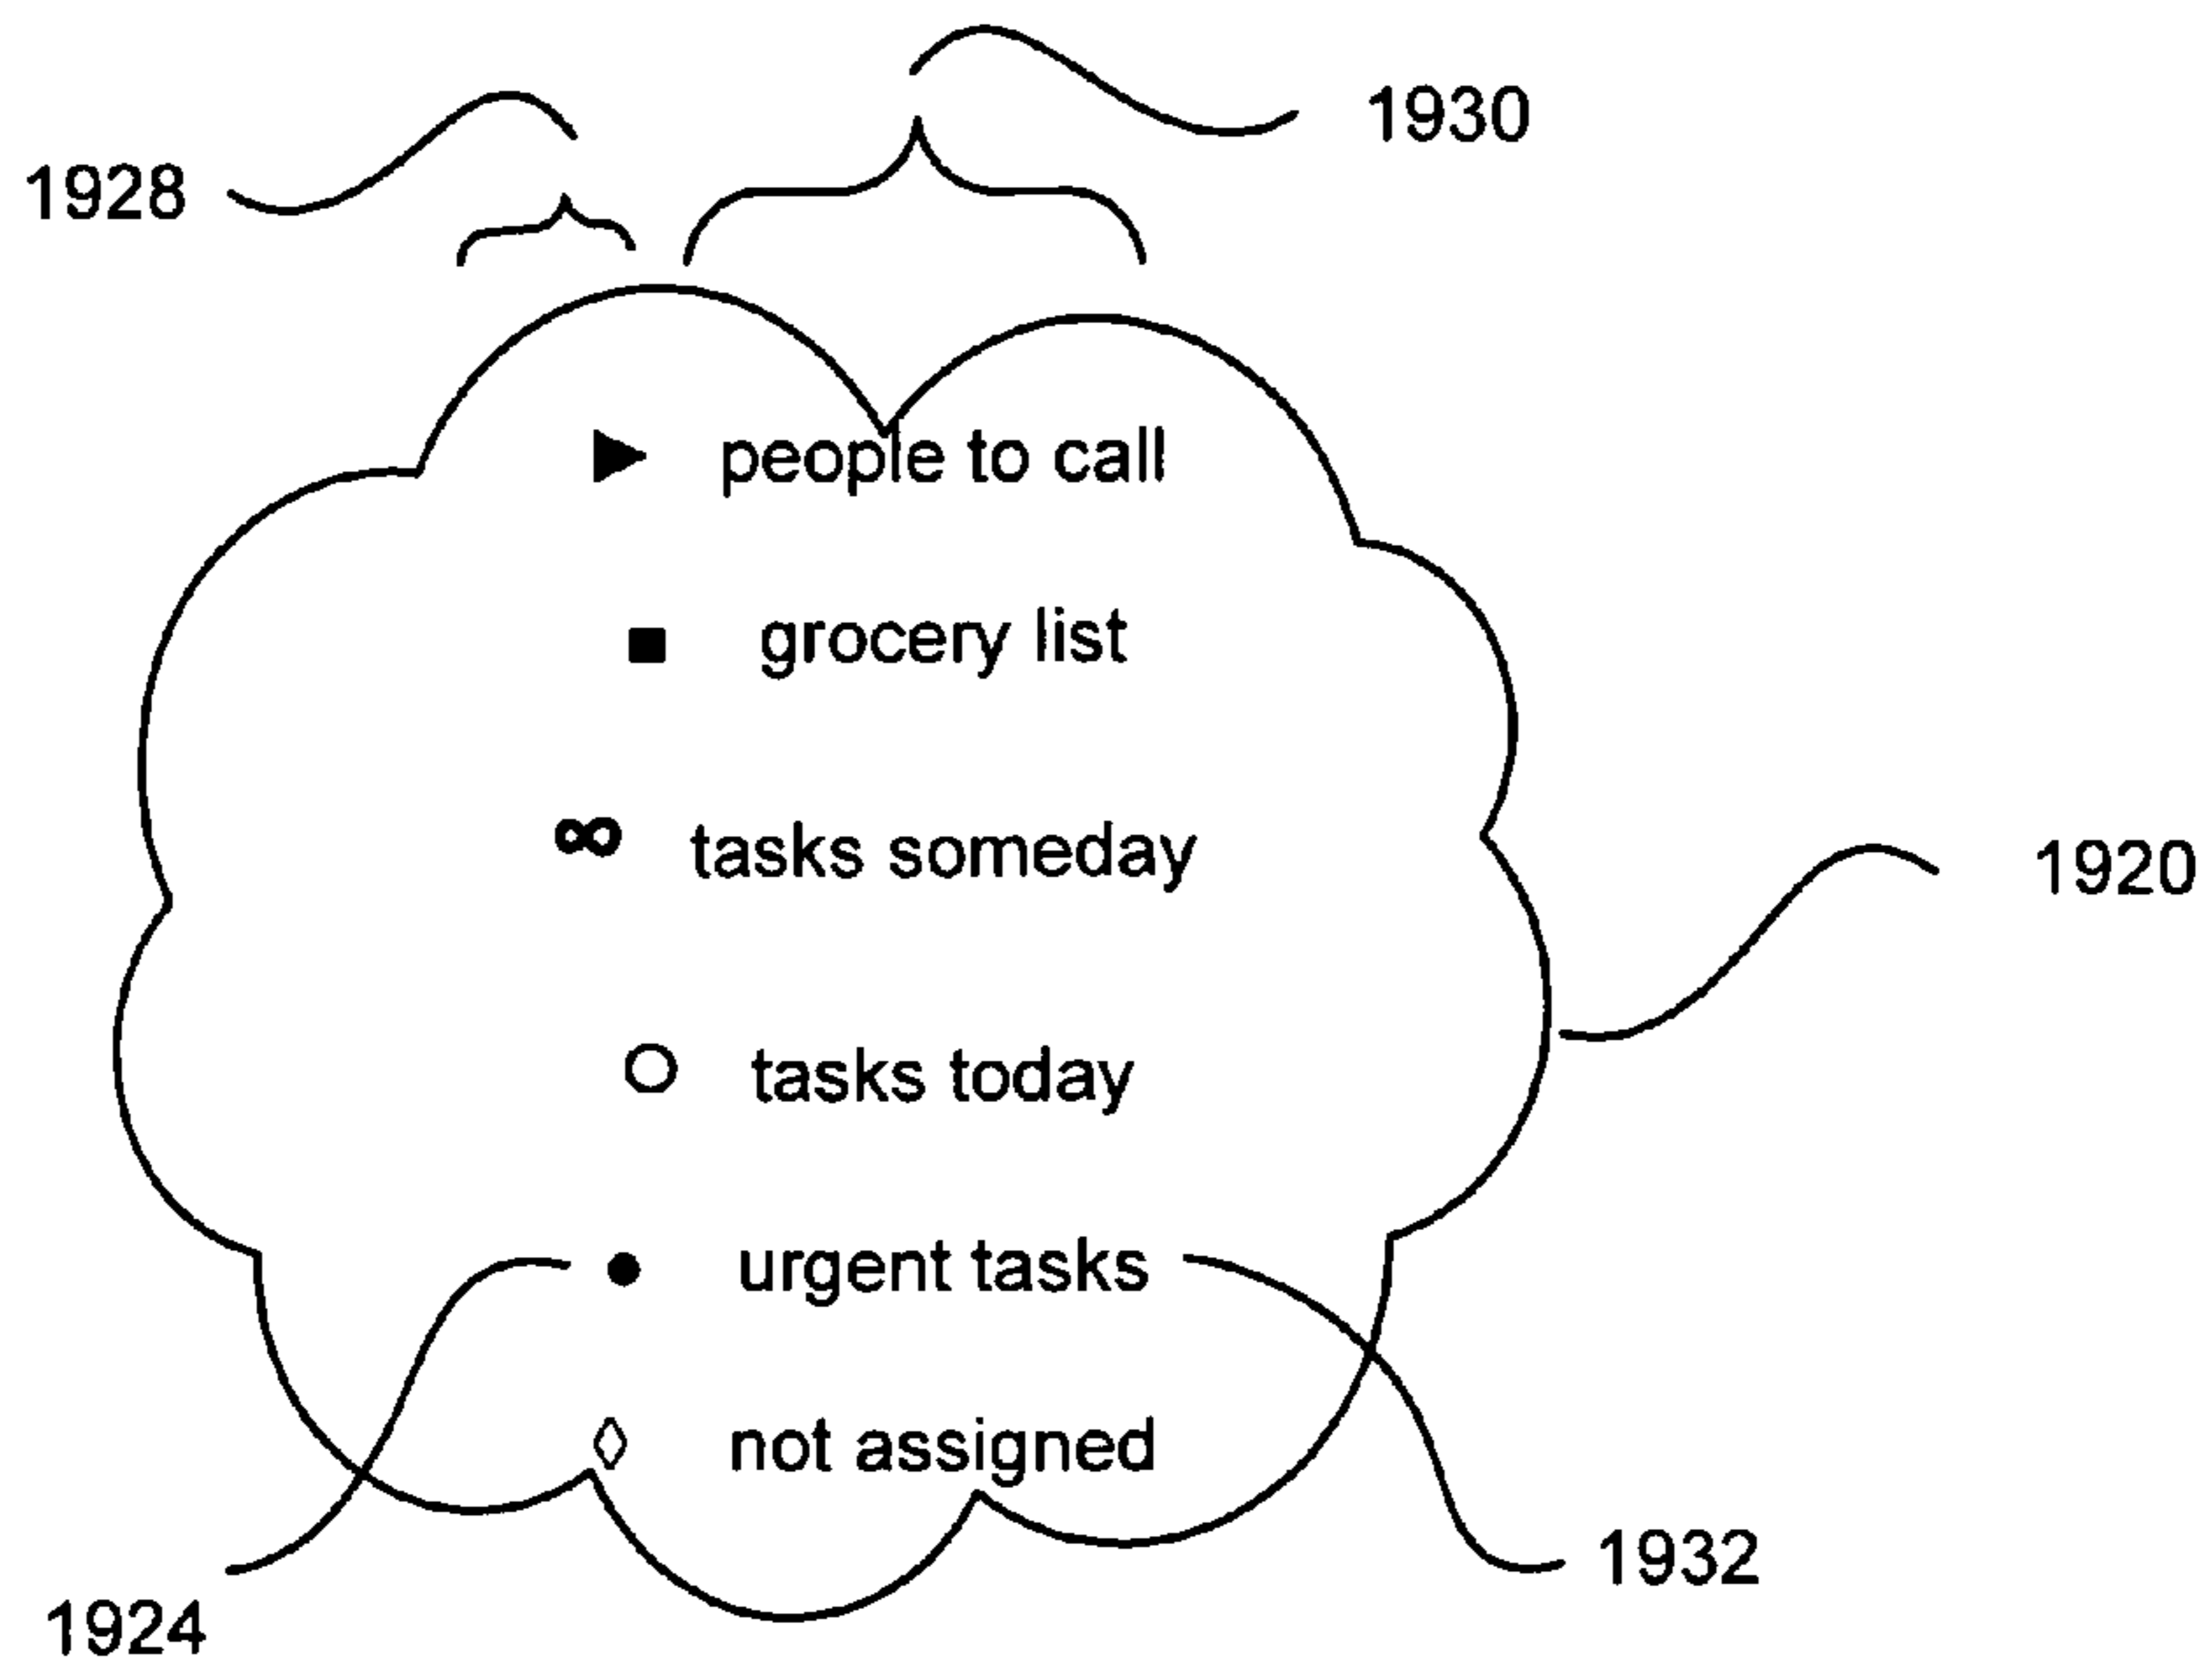 1930
1928
people to call
grocery list
∞ tasks someday
tasks today
1920
urgent tasks
not assigned
1932
1924